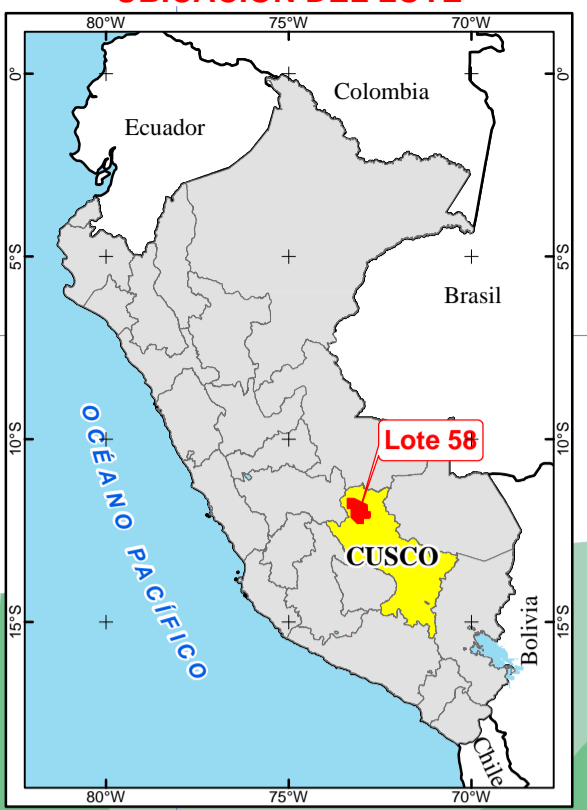 80°W 75°W 70°W
0° 0°
Colombia
Ecuador
5°S 5°S
Brasil
10°S 10°S
Lote 58
OCÉANO PACÍFICO
CUSCO
15°S 15°S
Bolivia
Chile
80°W 75°W 70°W